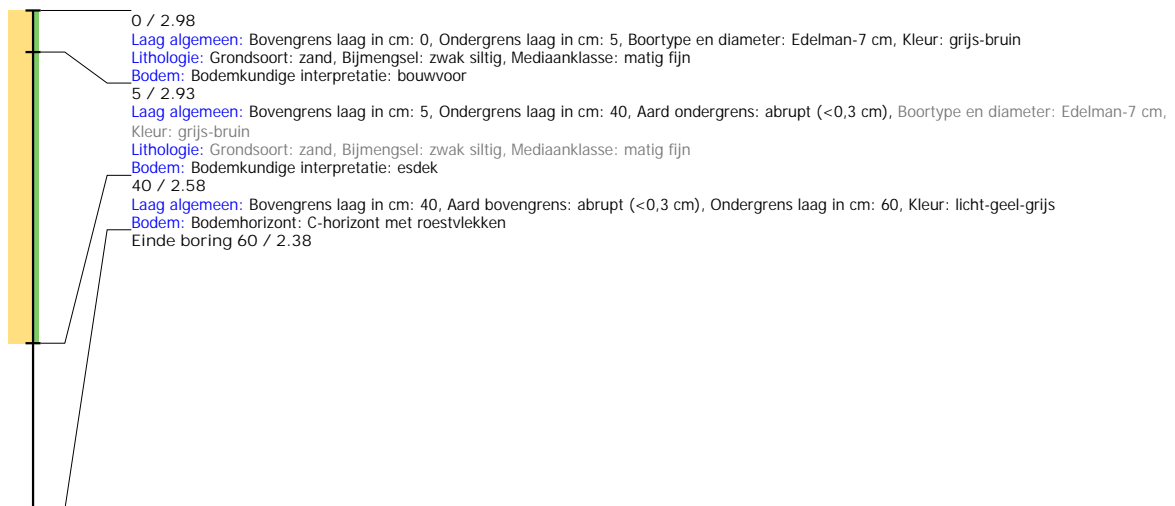 0 / 2.98
Laag algemeen: Bovengrens laag in cm: 0, Ondergrens laag in cm: 5, Boortype en diameter: Edelman-7 cm, Kleur: grijs-bruin
Lithologie: Grondsoort: zand, Bijmengsel: zwak siltig, Mediaanklasse: matig fijn
Bodem: Bodemkundige interpretatie: bouwvoor
5 / 2.93
Laag algemeen: Bovengrens laag in cm: 5, Ondergrens laag in cm: 40, Aard ondergrens: abrupt (<0,3 cm), Boortype en diameter: Edelman-7 cm,
Kleur: grijs-bruin
Lithologie: Grondsoort: zand, Bijmengsel: zwak siltig, Mediaanklasse: matig fijn
Bodem: Bodemkundige interpretatie: esdek
40 / 2.58
Laag algemeen: Bovengrens laag in cm: 40, Aard bovengrens: abrupt (<0,3 cm), Ondergrens laag in cm: 60, Kleur: licht-geel-grijs
Bodem: Bodemhorizont: C-horizont met roestvlekken
Einde boring 60 / 2.38